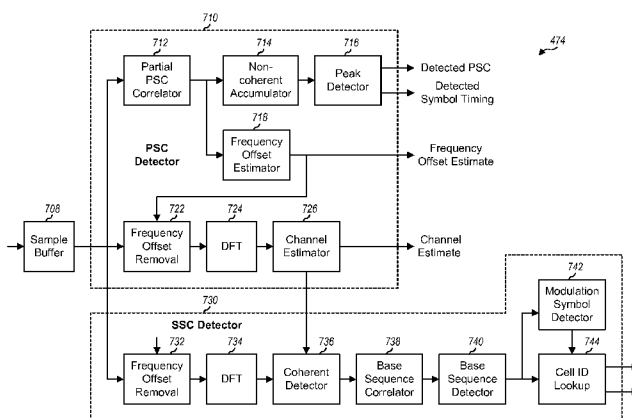 710
712
714
716
474
Partial
PSC
Correlator
Non-
coherent
Accumulator
Peak
Detector
Detected PSC
Detected
Symbol Timing
PSC
Detector
718
Frequency
Offset
Estimator
Frequency
Offset Estimate
708
722
724
726
Sample
Buffer
Frequency
Offset
Removal
DFT
Channel
Estimator
Channel
Estimate
730
SSC Detector
742
Modulation
Symbol
Detector
732
734
736
738
740
744
Frequency
Offset
Removal
DFT
Coherent
Detector
Base
Sequence
Correlator
Base
Sequence
Detector
Cell ID
Lookup